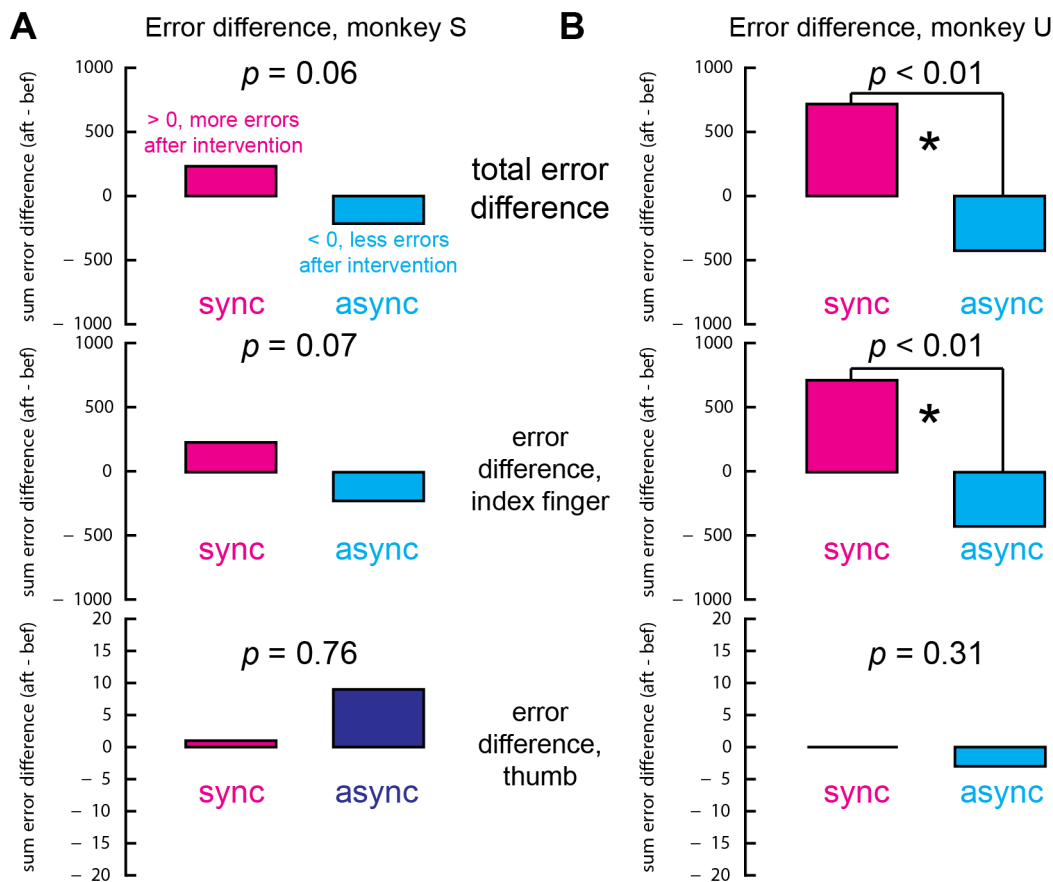 A
Error difference, monkey S
B
Error difference, monkey U
sum error difference (aft - bef)
1000
500
0
– 500
– 1000
p = 0.06
> 0, more errors
after intervention
< 0, less errors
after intervention
sync
async
total error
difference
sum error difference (aft - bef)
1000
500
0
– 500
– 1000
p < 0.01
*
sync
async
sum error difference (aft - bef)
1000
500
0
– 500
– 1000
p = 0.07
sync
async
error
difference,
index finger
sum error difference (aft - bef)
1000
500
0
– 500
– 1000
p < 0.01
*
sync
async
sum error difference (aft - bef)
20
15
10
5
0
– 5
– 10
– 15
– 20
p = 0.76
sync
async
error
difference,
thumb
sum error difference (aft - bef)
20
15
10
5
0
– 5
– 10
– 15
– 20
p = 0.31
sync
async